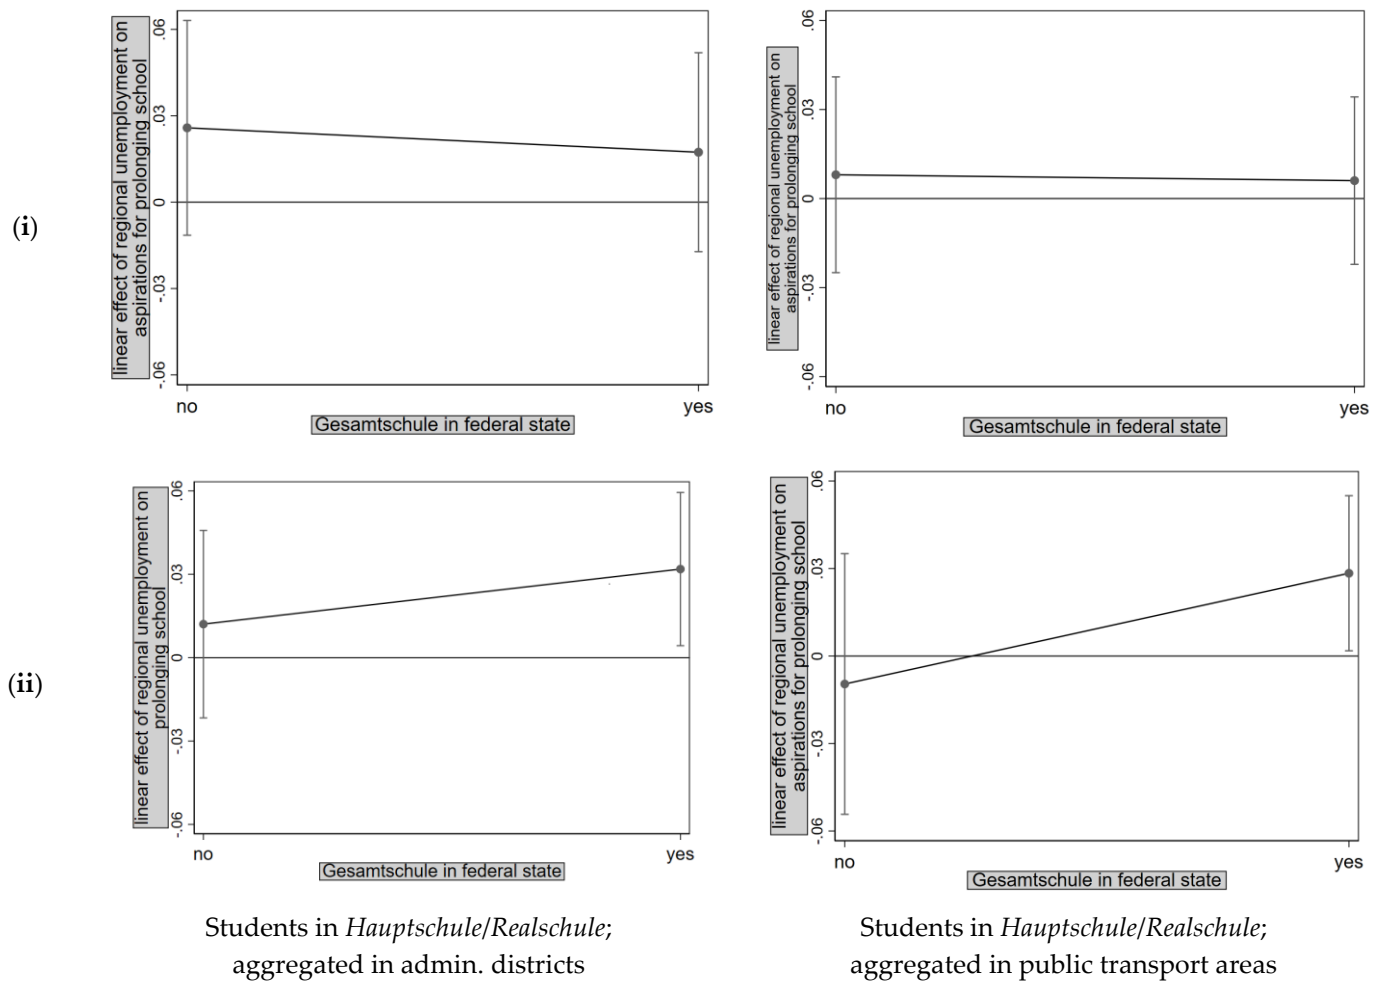 (i)
linear effect of regional unemployment on
aspirations for prolonging school
.06
.03
0
-.03
-.06
no
yes
Gesamtschule in federal state
linear effect of regional unemployment on
aspirations for prolonging school
.06
.03
0
-.03
-.06
no
yes
Gesamtschule in federal state
(ii)
linear effect of regional unemployment on
prolonging school
.06
.03
0
-.03
-.06
no
yes
Gesamtschule in federal state
linear effect of regional unemployment on
aspirations for prolonging school
.06
.03
0
-.03
-.06
no
yes
Gesamtschule in federal state
Students in Hauptschule/Realschule;
aggregated in admin. districts
Students in Hauptschule/Realschule;
aggregated in public transport areas